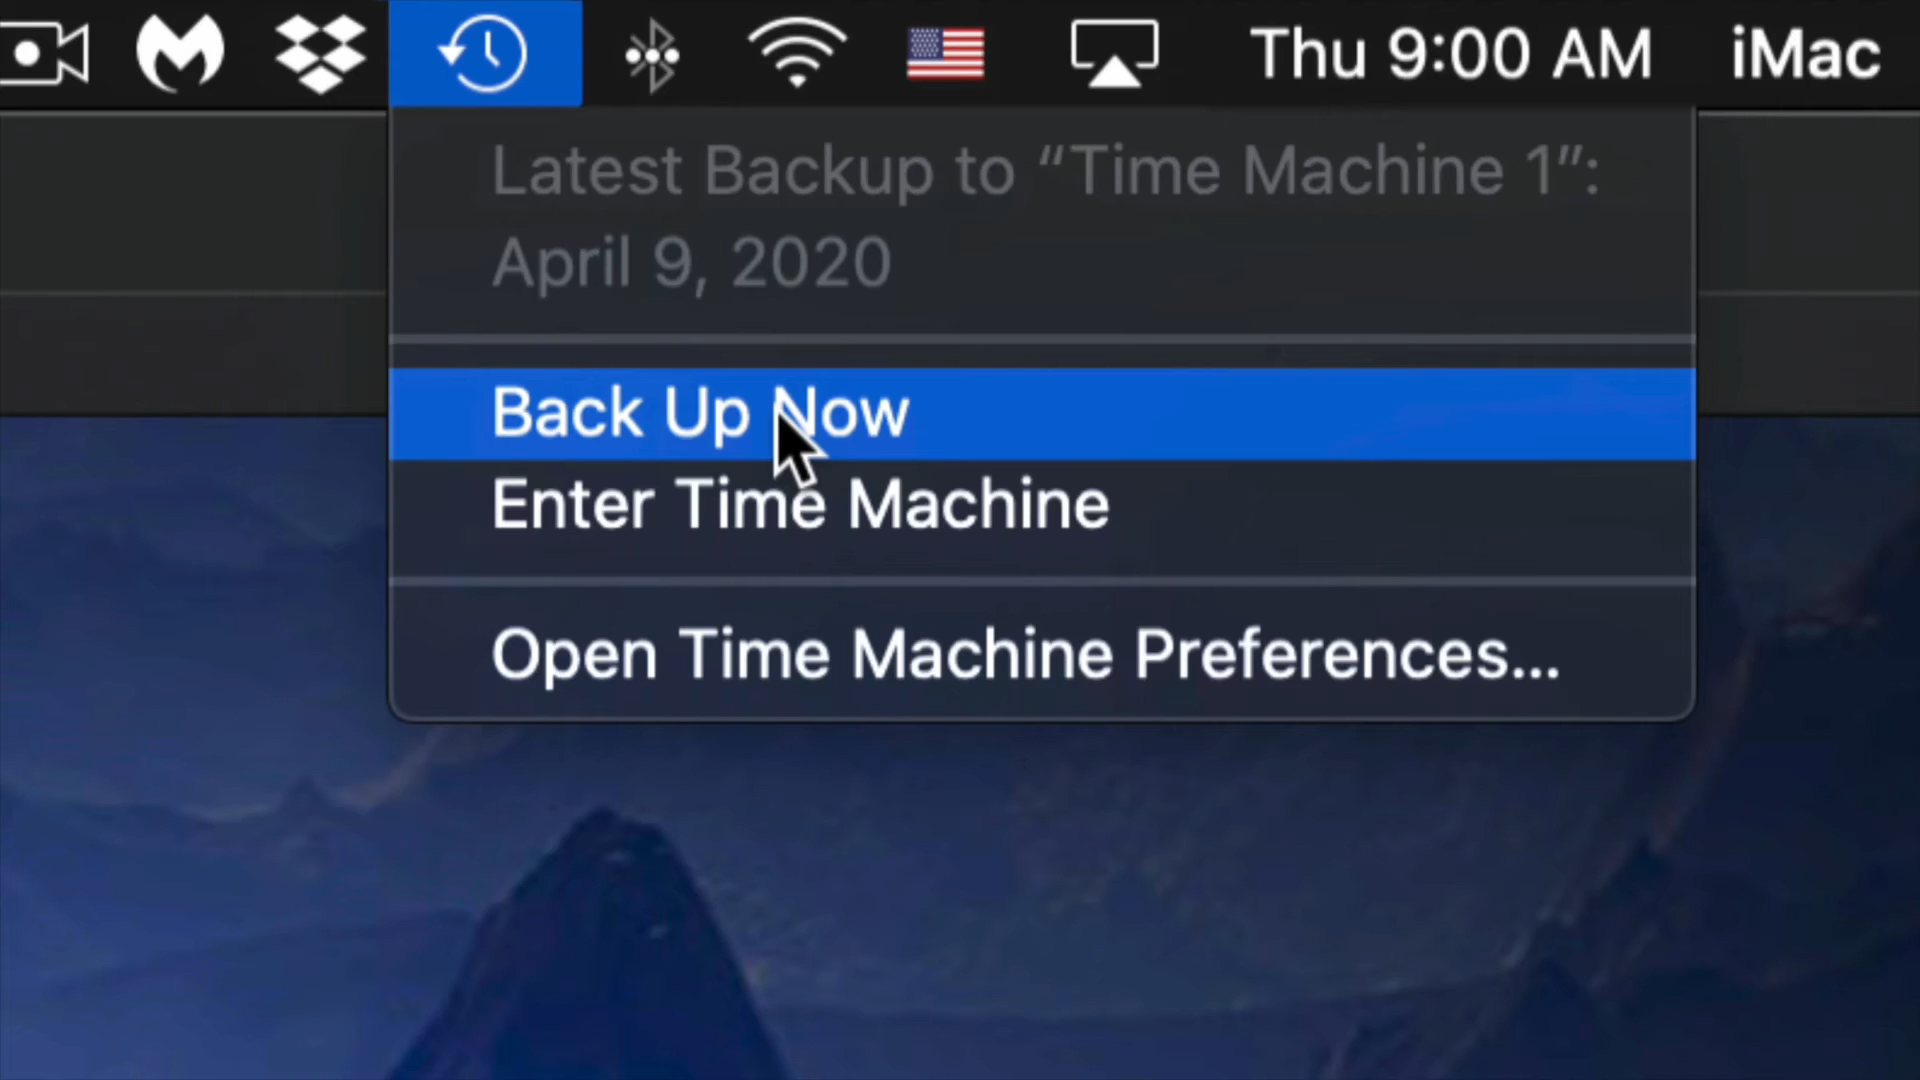 Thu 9:00 AM iMac
Latest Backup to “Time Machine 1”:
April 9, 2020
Back Up Now
Enter Time Machine
Open Time Machine Preferences...